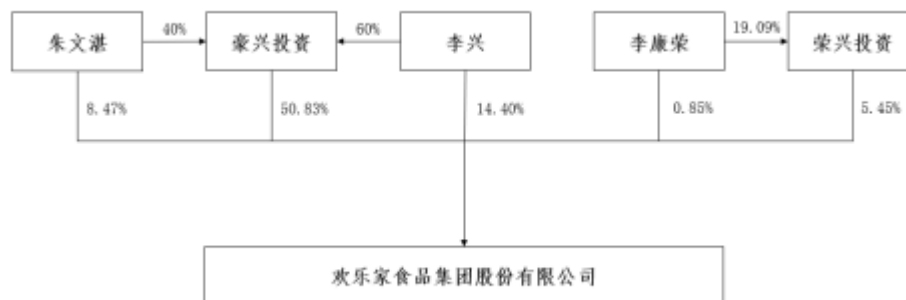 朱文湛 40% 豪兴投资 60% 李兴 李康荣 19.09% 荣兴投资
8.47% 50.83% 14.40% 0.85% 5.45%
欢乐家食品集团股份有限公司